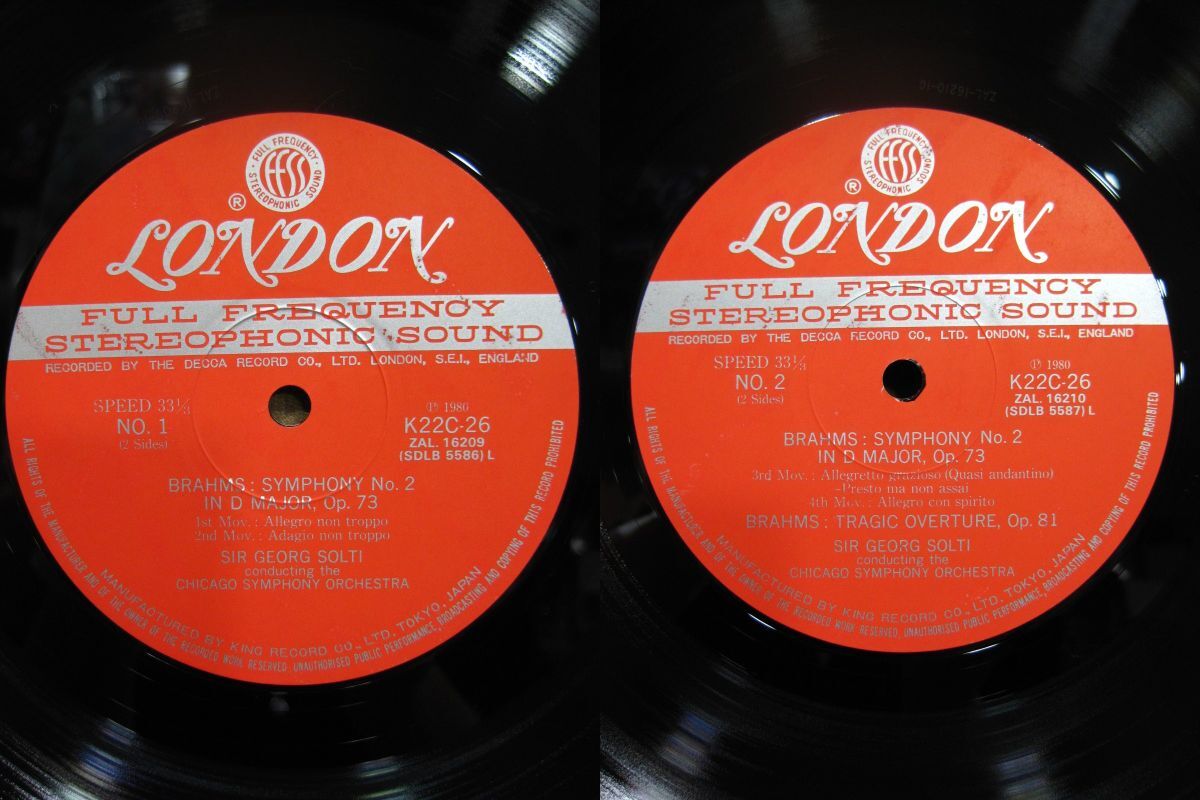 FULL FREQUENCY
ffss
STEREOPHONIC SOUND
®
LONDON
FULL FREQUENCY
STEREOPHONIC SOUND
RECORDED BY THE DECCA RECORD CO., LTD. LONDON, S.E.I., ENGLAND
SPEED 33⅓
NO. 1
(2 Sides)
Ⓟ 1980
K22C-26
ZAL. 16209
(SDLB 5586) L
BRAHMS : SYMPHONY No. 2
IN D MAJOR, Op. 73
1st Mov. : Allegro non troppo
2nd Mov. : Adagio non troppo
SIR GEORG SOLTI
conducting the
CHICAGO SYMPHONY ORCHESTRA
MANUFACTURED BY KING RECORD CO., LTD. TOKYO, JAPAN
ALL RIGHTS OF THE MANUFACTURER AND OF THE OWNER OF THE RECORDED WORK RESERVED, UNAUTHORISED PUBLIC PERFORMANCE, BROADCASTING AND COPYING OF THIS RECORD PROHIBITED
ZAL-16210-1
FULL FREQUENCY
ffss
STEREOPHONIC SOUND
®
LONDON
FULL FREQUENCY
STEREOPHONIC SOUND
RECORDED BY THE DECCA RECORD CO., LTD. LONDON, S.E.I., ENGLAND
SPEED 33⅓
NO. 2
(2 Sides)
Ⓟ 1980
K22C-26
ZAL. 16210
(SDLB 5587) L
BRAHMS : SYMPHONY No. 2
IN D MAJOR, Op. 73
3rd Mov. : Allegretto grazioso (Quasi andantino)
-Presto ma non assai
4th Mov. : Allegro con spirito
BRAHMS : TRAGIC OVERTURE, Op. 81
SIR GEORG SOLTI
conducting the
CHICAGO SYMPHONY ORCHESTRA
MANUFACTURED BY KING RECORD CO., LTD. TOKYO, JAPAN
ALL RIGHTS OF THE MANUFACTURER AND OF THE OWNER OF THE RECORDED WORK RESERVED, UNAUTHORISED PUBLIC PERFORMANCE, BROADCASTING AND COPYING OF THIS RECORD PROHIBITED